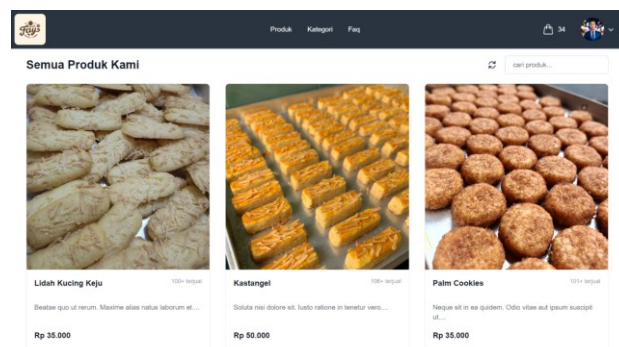 Fay's
Produk Kategori Faq
34
Semua Produk Kami
cari produk...
Lidah Kucing Keju 100+ terjual
Beatae quo ut rerum. Maxime alias natus laborum et....
Rp 35.000
Kastangel 106+ terjual
Soluta nisi dolore sit. Iusto ratione in tenetur vero....
Rp 50.000
Palm Cookies 101+ terjual
Neque sit in ea quidem. Odio vitae aut ipsum suscipit
ut....
Rp 35.000